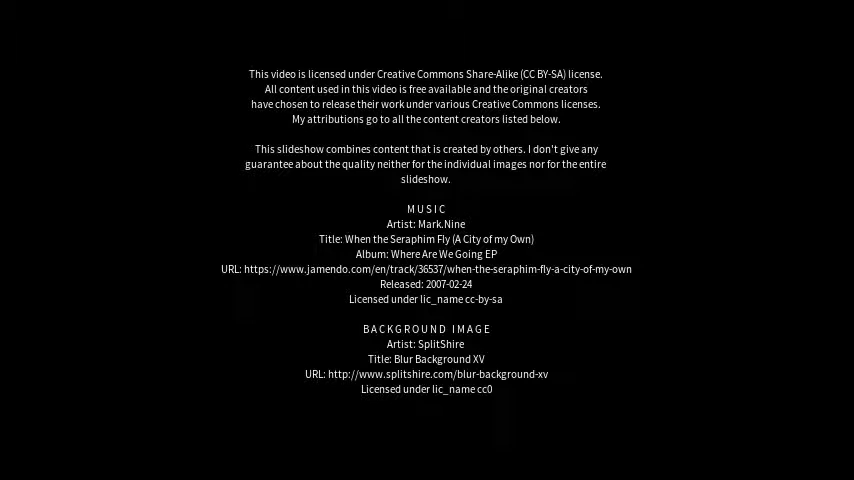 This video is licensed under Creative Commons Share-Alike (CC BY-SA) license.
All content used in this video is free available and the original creators
have chosen to release their work under various Creative Commons licenses.
My attributions go to all the content creators listed below.
This slideshow combines content that is created by others. I don't give any
guarantee about the quality neither for the individual images nor for the entire
slideshow.
MUSIC
Artist: Mark.Nine
Title: When the Seraphim Fly (A City of my Own)
Album: Where Are We Going EP
URL: https://www.jamendo.com/en/track/36537/when-the-seraphim-fly-a-city-of-my-own
Released: 2007-02-24
Licensed under lic_name cc-by-sa
BACKGROUND IMAGE
Artist: SplitShire
Title: Blur Background XV
URL: http://www.splitshire.com/blur-background-xv
Licensed under lic_name cc0